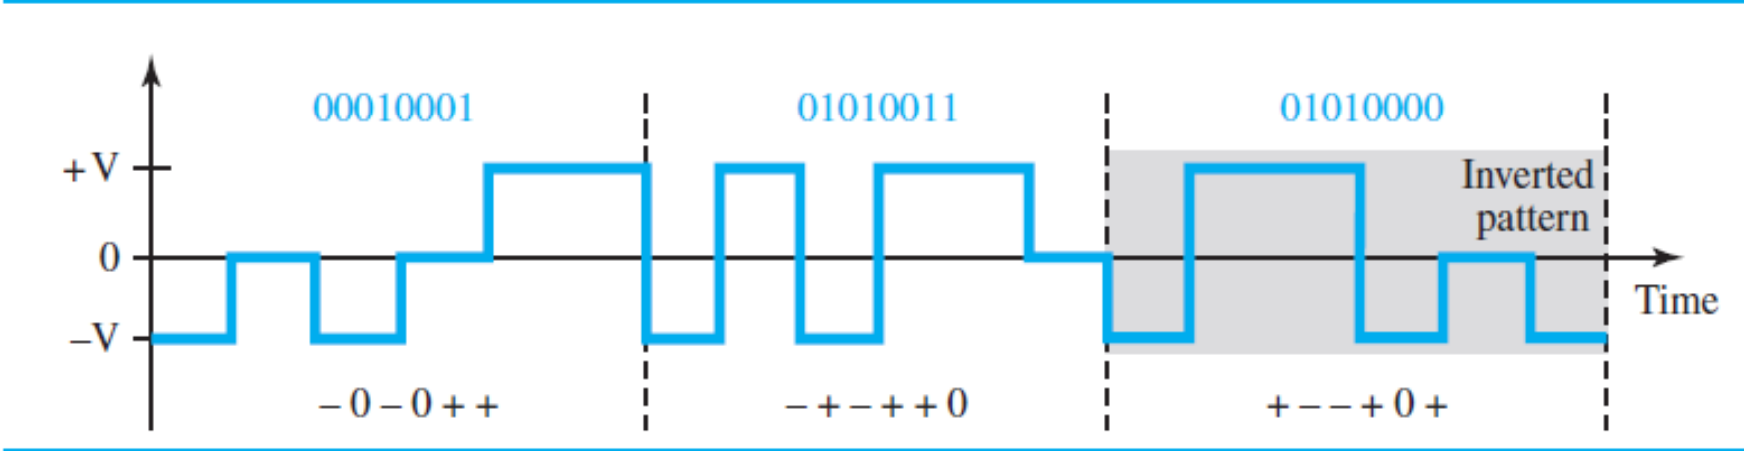 00010001 01010011 01010000
+V
Inverted
pattern
0
Time
–V
– 0 – 0 + + – + – + + 0 + – – + 0 +